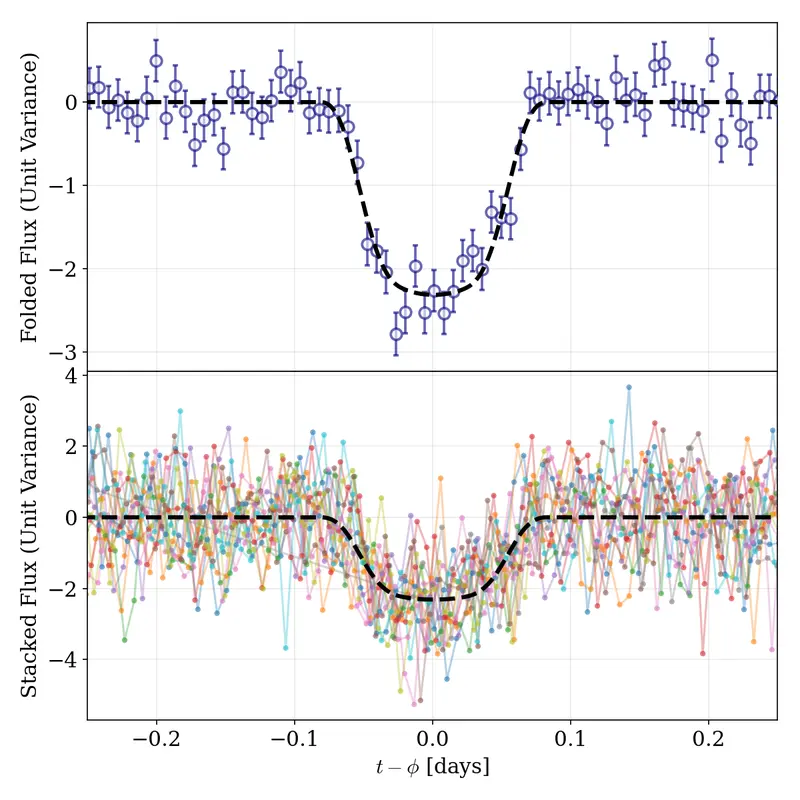 Folded Flux (Unit Variance)
0
−1
−2
−3
Stacked Flux (Unit Variance)
4
2
0
−2
−4
−0.2 −0.1 0.0 0.1 0.2
t − ϕ [days]